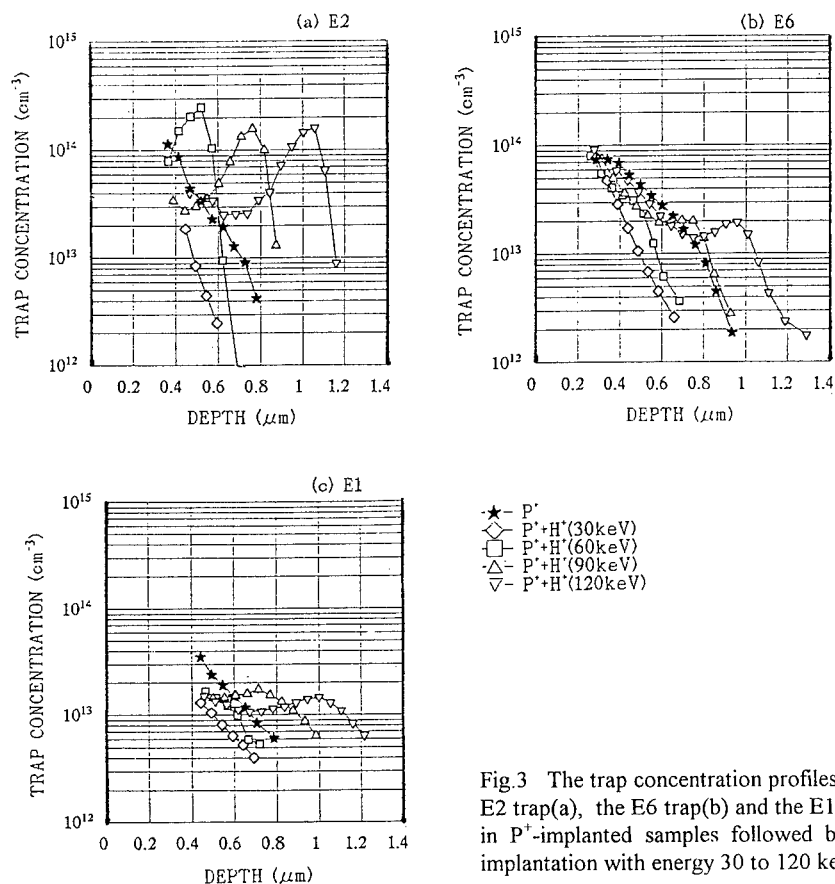 (a) E2
TRAP CONCENTRATION (cm⁻³)
10¹⁵
10¹⁴
10¹³
10¹²
0 0.2 0.4 0.6 0.8 1 1.2 1.4
DEPTH (μm)
(b) E6
TRAP CONCENTRATION (cm⁻³)
10¹⁵
10¹⁴
10¹³
10¹²
0 0.2 0.4 0.6 0.8 1 1.2 1.4
DEPTH (μm)
(c) E1
TRAP CONCENTRATION (cm⁻³)
10¹⁵
10¹⁴
10¹³
10¹²
0 0.2 0.4 0.6 0.8 1 1.2 1.4
DEPTH (μm)
P⁺
P⁺+H⁺(30keV)
P⁺+H⁺(60keV)
P⁺+H⁺(90keV)
P⁺+H⁺(120keV)
Fig.3 The trap concentration profiles
E2 trap(a), the E6 trap(b) and the E1
in P⁺-implanted samples followed b
implantation with energy 30 to 120 ke